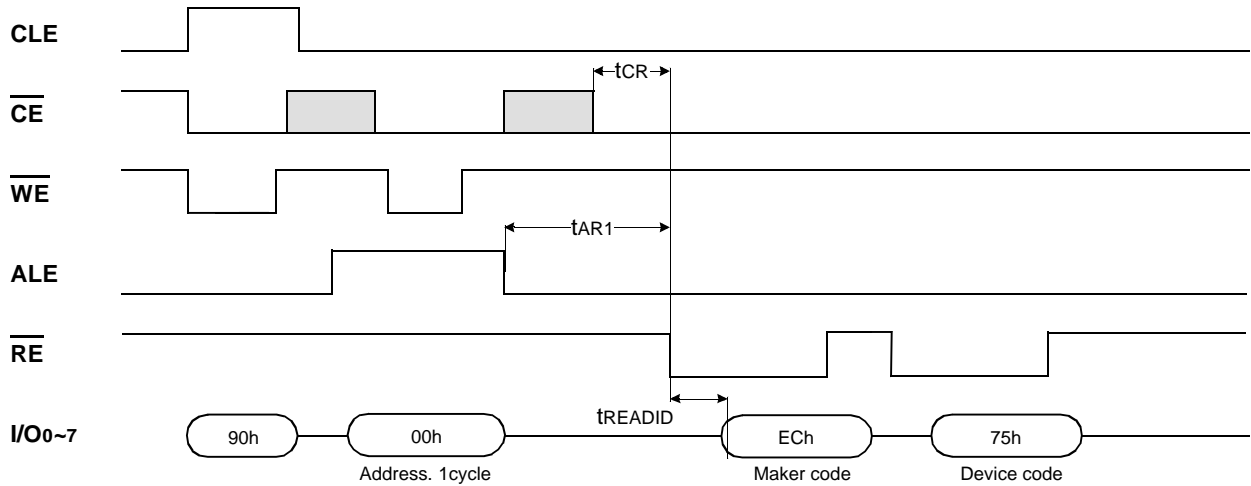 CLE
tCR
CE
WE
tAR1
ALE
RE
tREADID
I/O0~7
90h
00h
ECh
75h
Address. 1cycle
Maker code
Device code